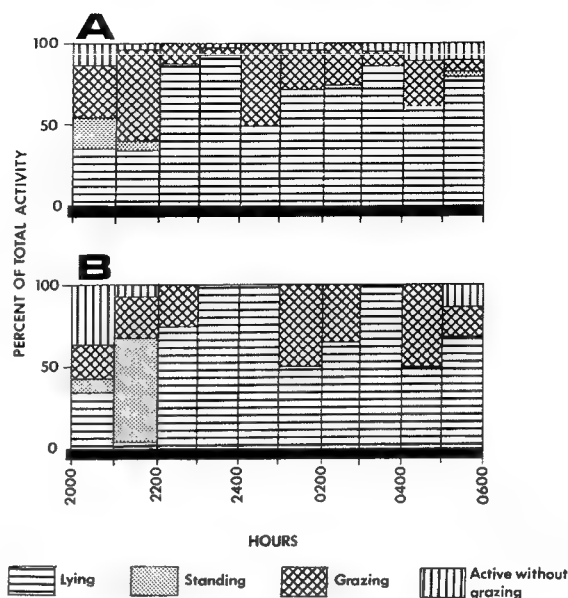 A
100
50
0
B
100
50
0
PERCENT OF TOTAL ACTIVITY
2000
2200
2400
0200
0400
0600
HOURS
Lying
Standing
Grazing
Active without
grazing